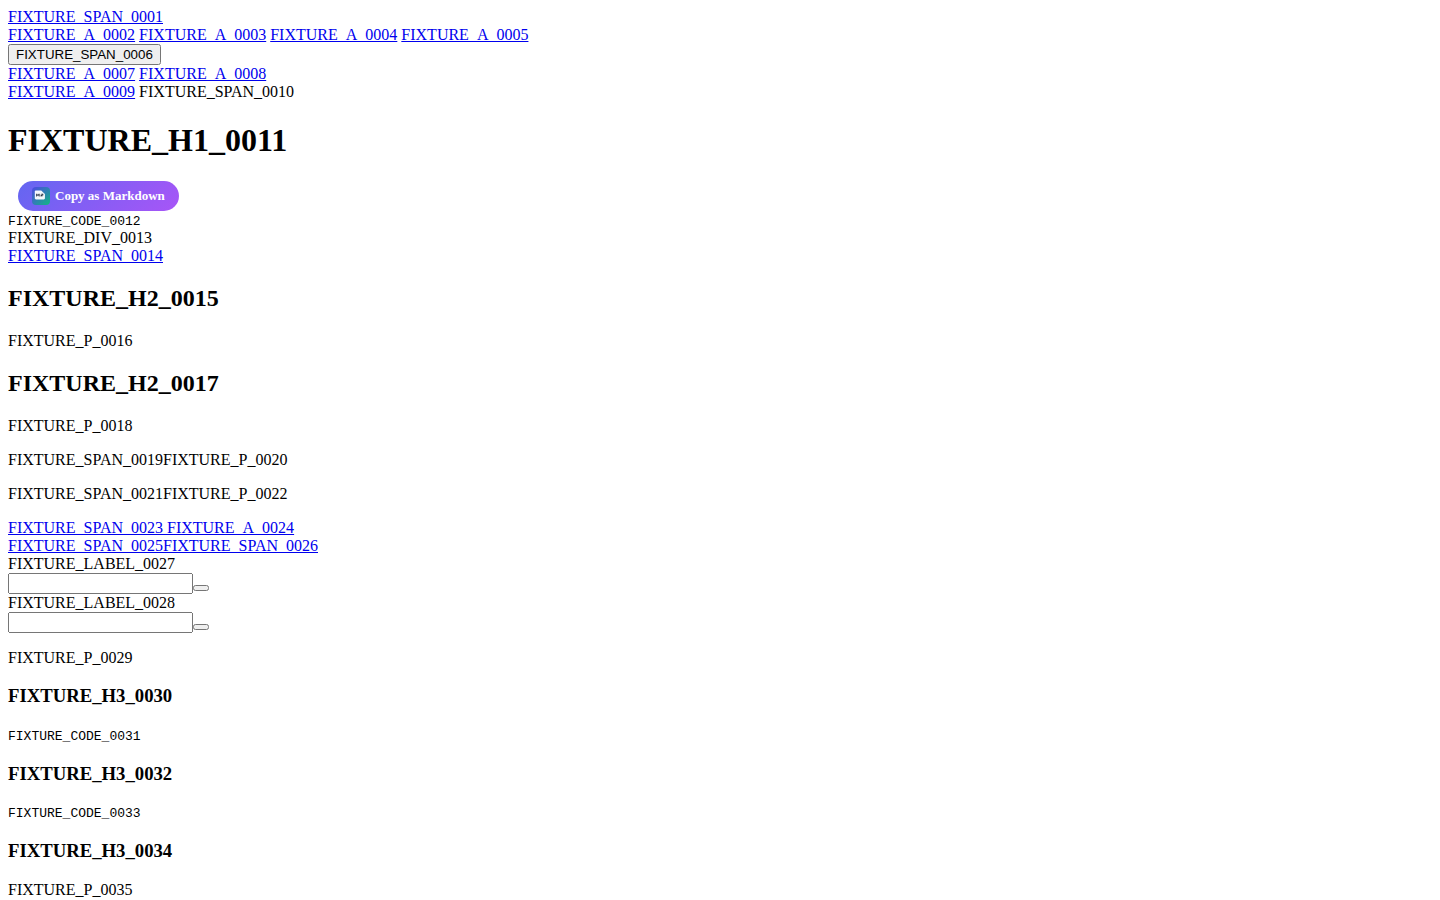 FIXTURE_SPAN_0001
FIXTURE_A_0002 FIXTURE_A_0003 FIXTURE_A_0004 FIXTURE_A_0005
FIXTURE_SPAN_0006
FIXTURE_A_0007 FIXTURE_A_0008
FIXTURE_A_0009 FIXTURE_SPAN_0010
FIXTURE_H1_0011
Copy as Markdown
FIXTURE_CODE_0012
FIXTURE_DIV_0013
FIXTURE_SPAN_0014
FIXTURE_H2_0015
FIXTURE_P_0016
FIXTURE_H2_0017
FIXTURE_P_0018
FIXTURE_SPAN_0019FIXTURE_P_0020
FIXTURE_SPAN_0021FIXTURE_P_0022
FIXTURE_SPAN_0023 FIXTURE_A_0024
FIXTURE_SPAN_0025FIXTURE_SPAN_0026
FIXTURE_LABEL_0027
FIXTURE_LABEL_0028
FIXTURE_P_0029
FIXTURE_H3_0030
FIXTURE_CODE_0031
FIXTURE_H3_0032
FIXTURE_CODE_0033
FIXTURE_H3_0034
FIXTURE_P_0035